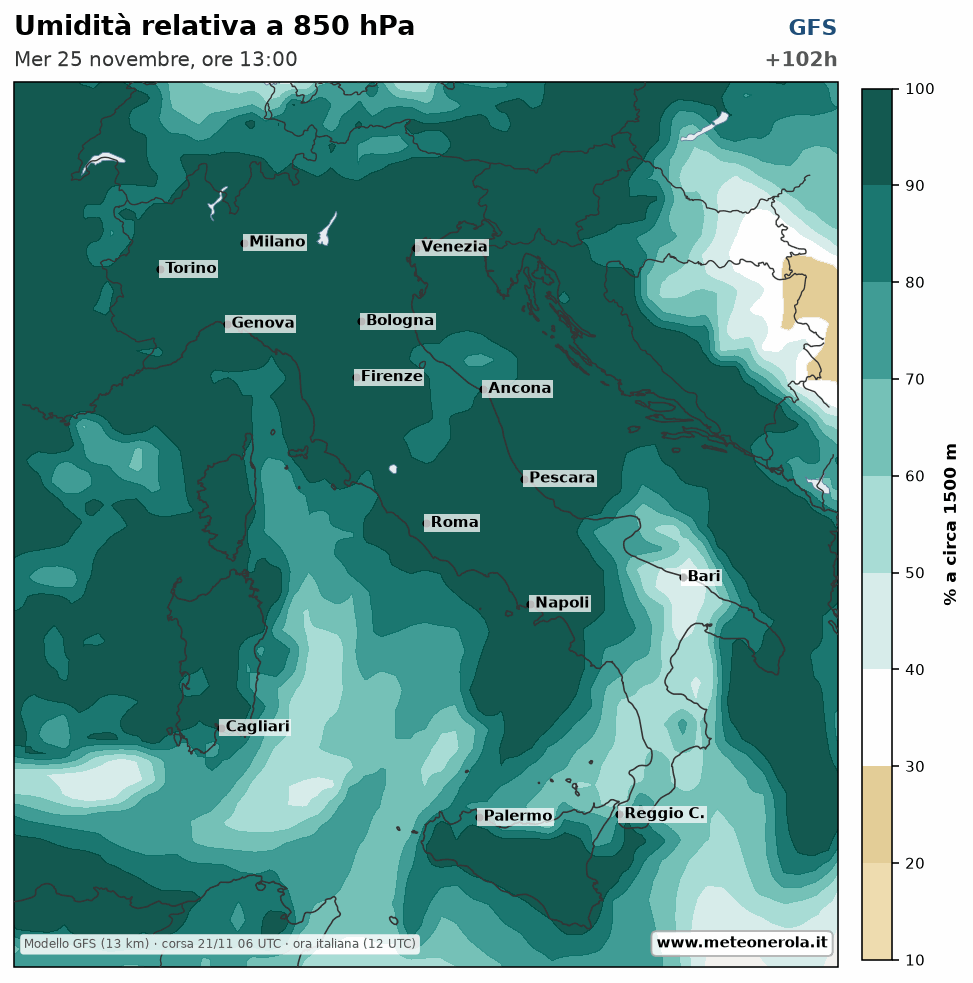 Umidità relativa a 850 hPa
GFS
Mer 25 novembre, ore 13:00
+102h
Milano
Venezia
Torino
Genova
Bologna
Firenze
Ancona
Pescara
Roma
Bari
Napoli
Cagliari
Palermo
Reggio C.
100
90
80
70
60
50
40
30
20
10
% a circa 1500 m
Modello GFS (13 km) · corsa 21/11 06 UTC · ora italiana (12 UTC)
www.meteonerola.it